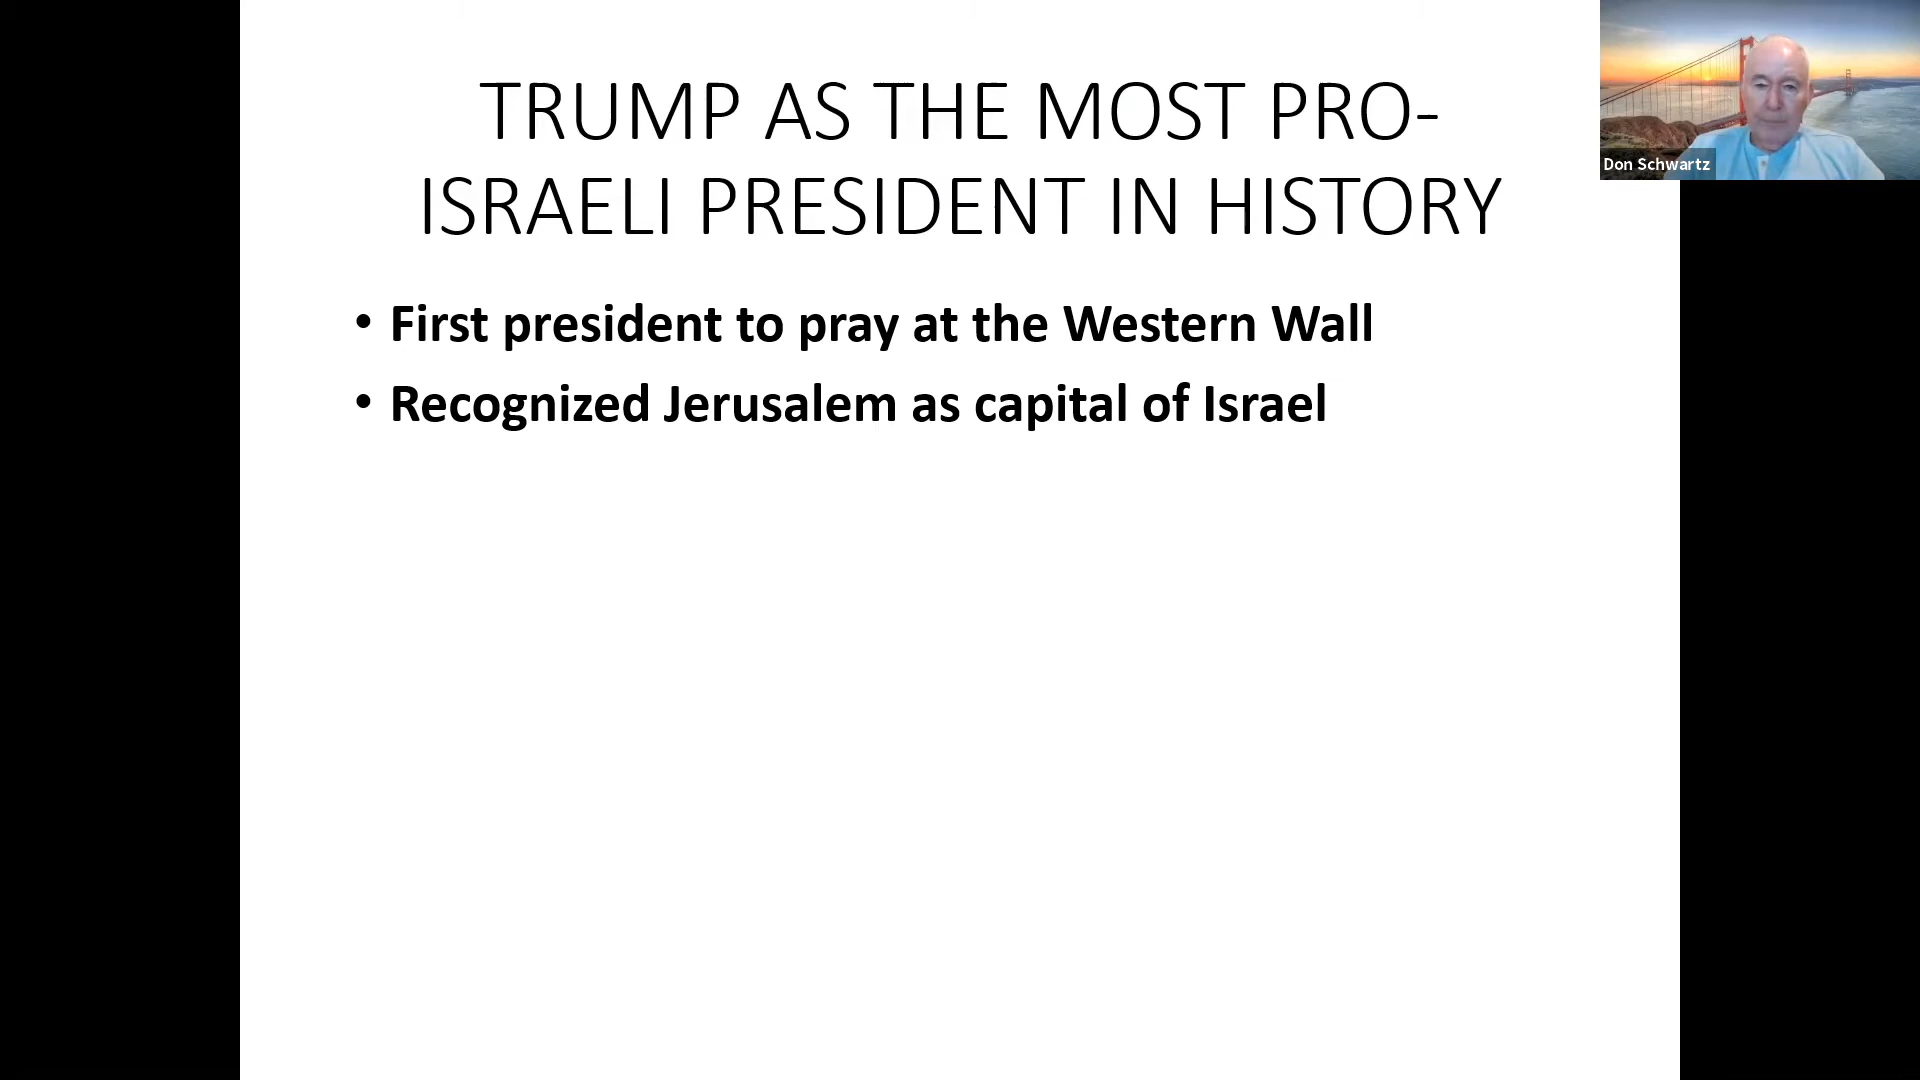 TRUMP AS THE MOST PRO-
ISRAELI PRESIDENT IN HISTORY
• First president to pray at the Western Wall
• Recognized Jerusalem as capital of Israel
Don Schwartz